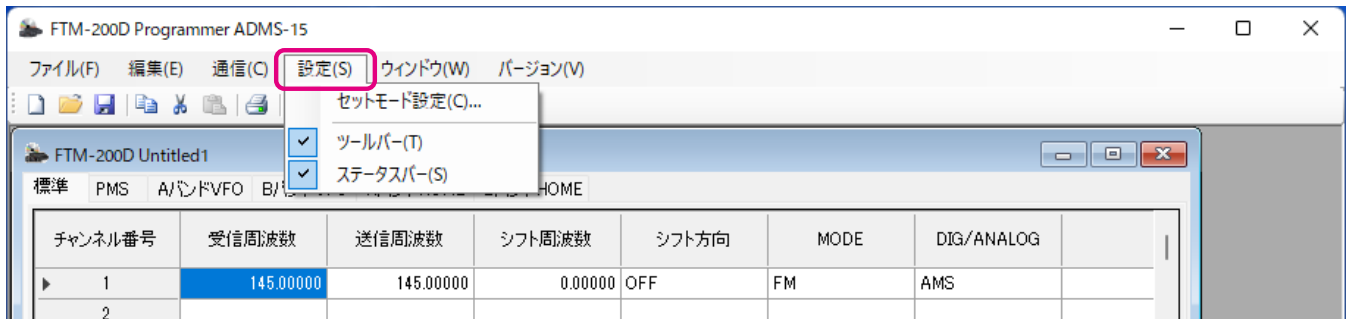 FTM-200D Programmer ADMS-15
ファイル(F) 編集(E) 通信(C) 設定(S) ウィンドウ(W) バージョン(V)
セットモード設定(C)...
ツールバー(T)
ステータスバー(S)
FTM-200D Untitled1
標準 PMS AバンドVFO HOME
チャンネル番号 受信周波数 送信周波数 シフト周波数 シフト方向 MODE DIG/ANALOG
1 145.00000 145.00000 0.00000 OFF FM AMS
2